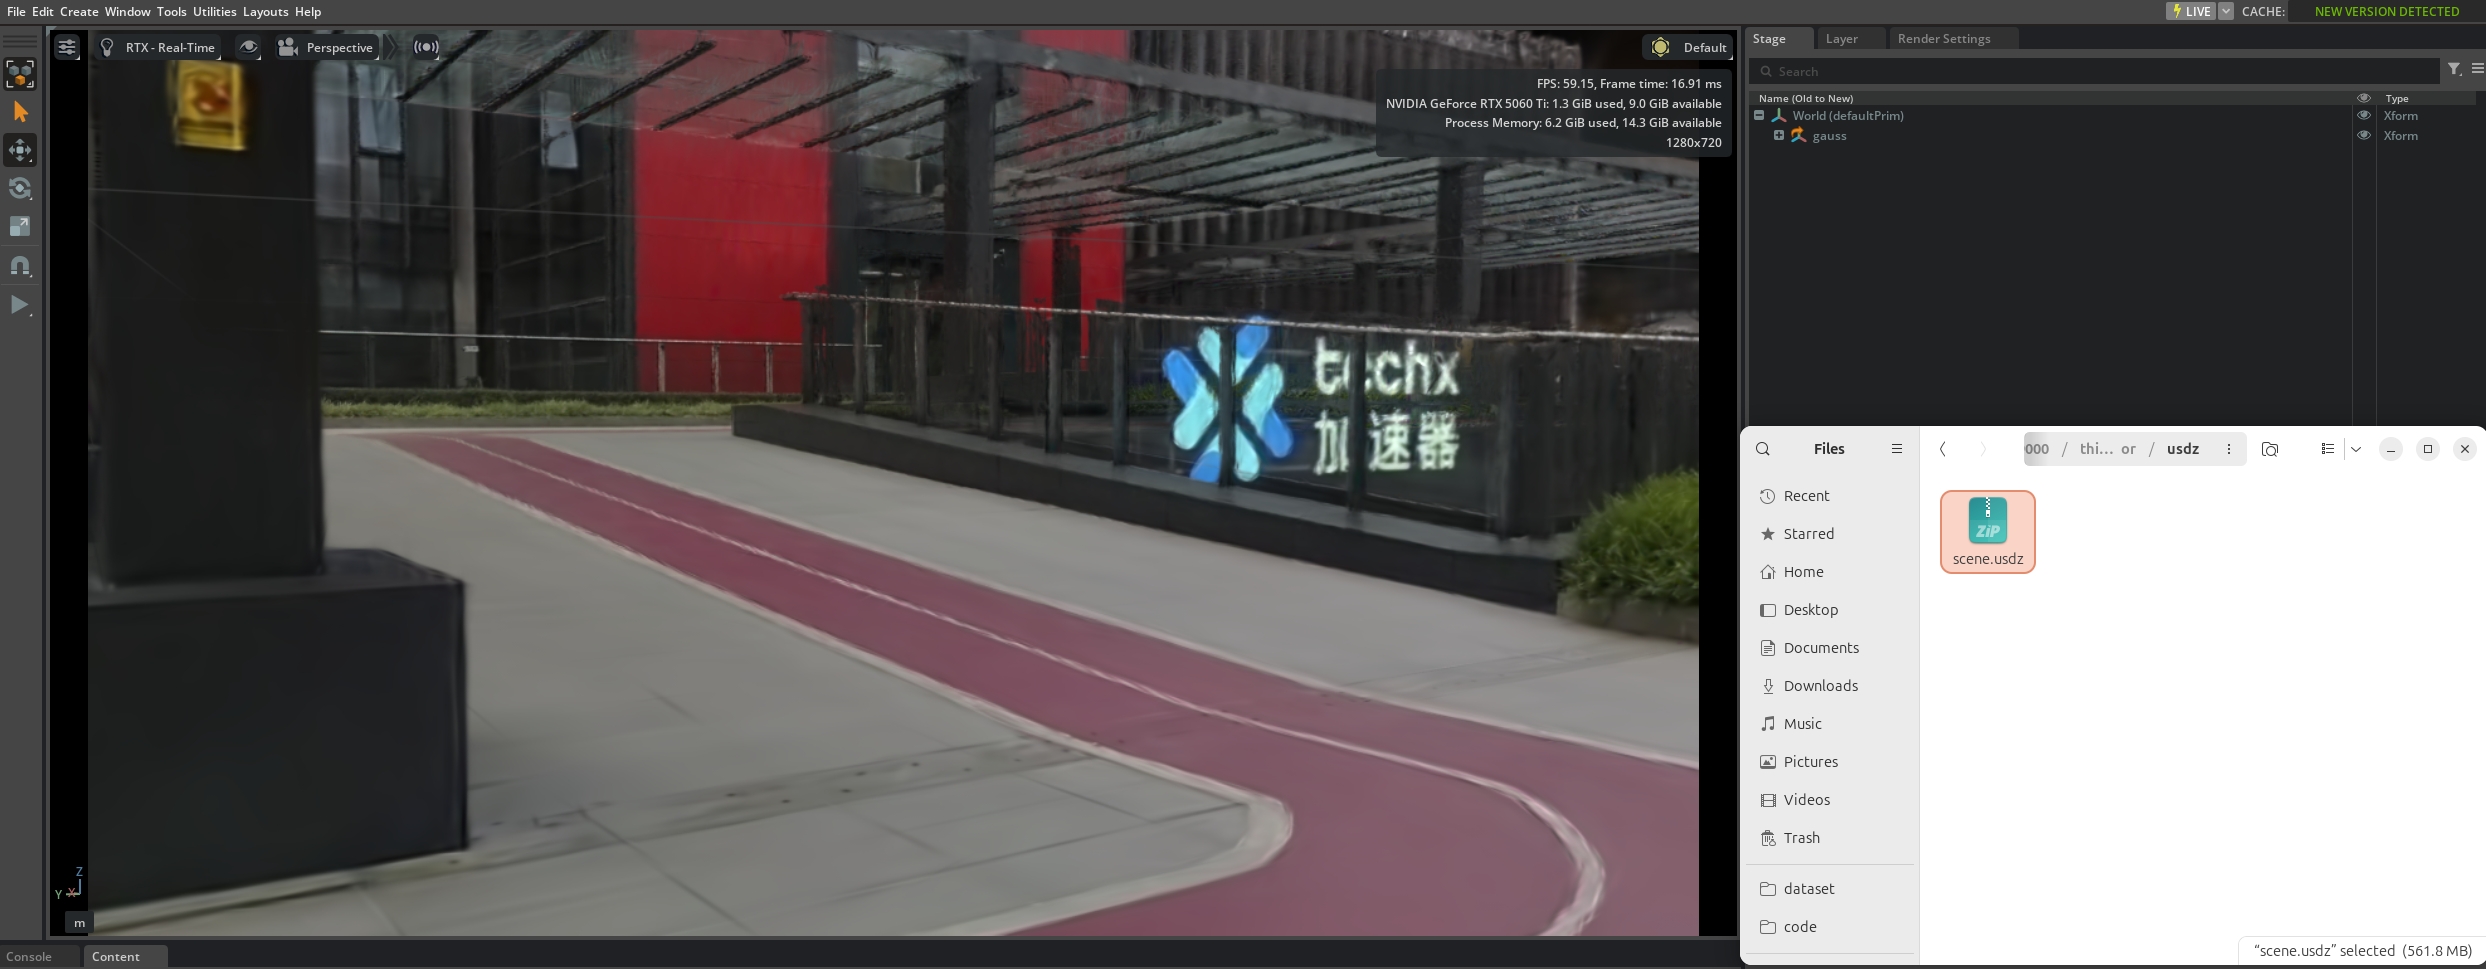 File Edit Create Window Tools Utilities Layouts Help
LIVE CACHE: NEW VERSION DETECTED
RTX - Real-Time Perspective Default
FPS: 59.15, Frame time: 16.91 ms
NVIDIA GeForce RTX 5060 Ti: 1.3 GiB used, 9.0 GiB available
Process Memory: 6.2 GiB used, 14.3 GiB available
1280x720
techx
加速器
Z
Y X
m
Console Content
Stage Layer Render Settings
Search
Name (Old to New) Type
World (defaultPrim) Xform
gauss Xform
Files
000 / thi… or / usdz
Recent
Starred
Home
Desktop
Documents
Downloads
Music
Pictures
Videos
Trash
dataset
code
ZiP
scene.usdz
“scene.usdz” selected (561.8 MB)